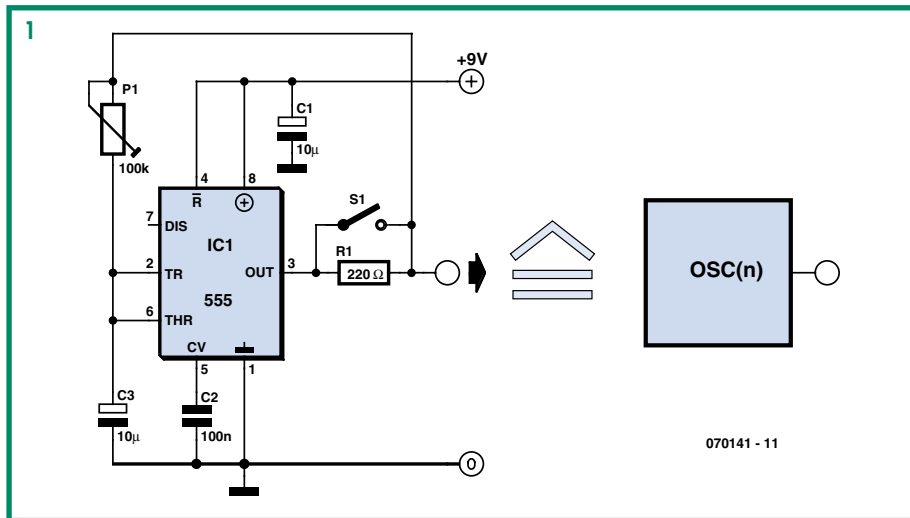 1
+9V
P1
C1
10µ
100k
4
8
R
7
DIS
S1
IC1
R1
2
TR
OUT
3
220 Ω
OSC(n)
555
6
THR
CV
5
1
C3
C2
10µ
100n
070141 - 11
0